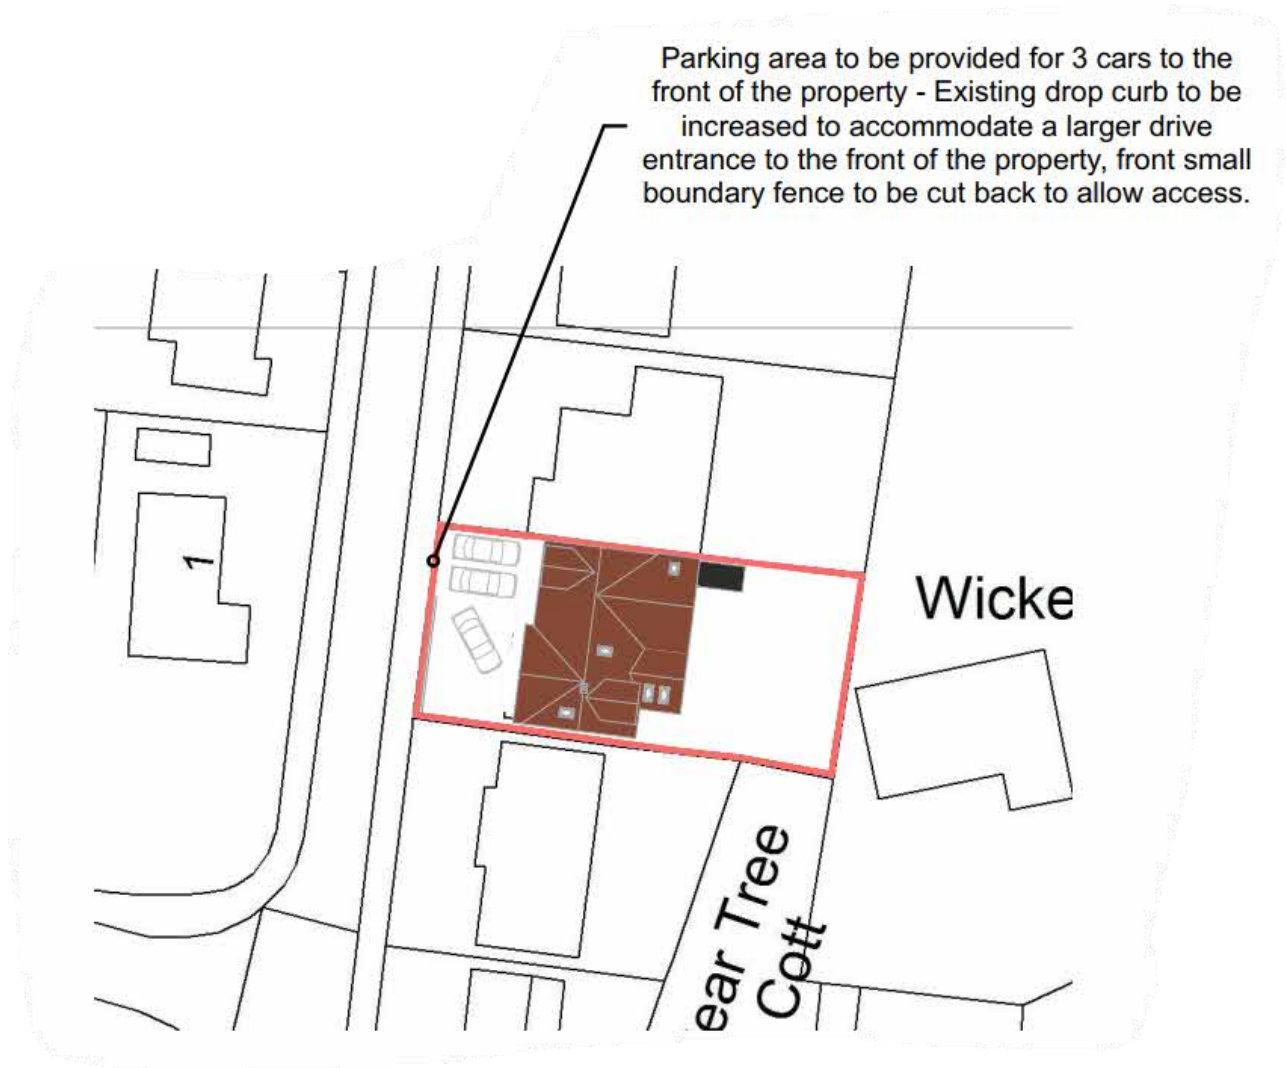 Parking area to be provided for 3 cars to the
front of the property - Existing drop curb to be
increased to accommodate a larger drive
entrance to the front of the property, front small
boundary fence to be cut back to allow access.
1
Wicke
ear Tree
Cott